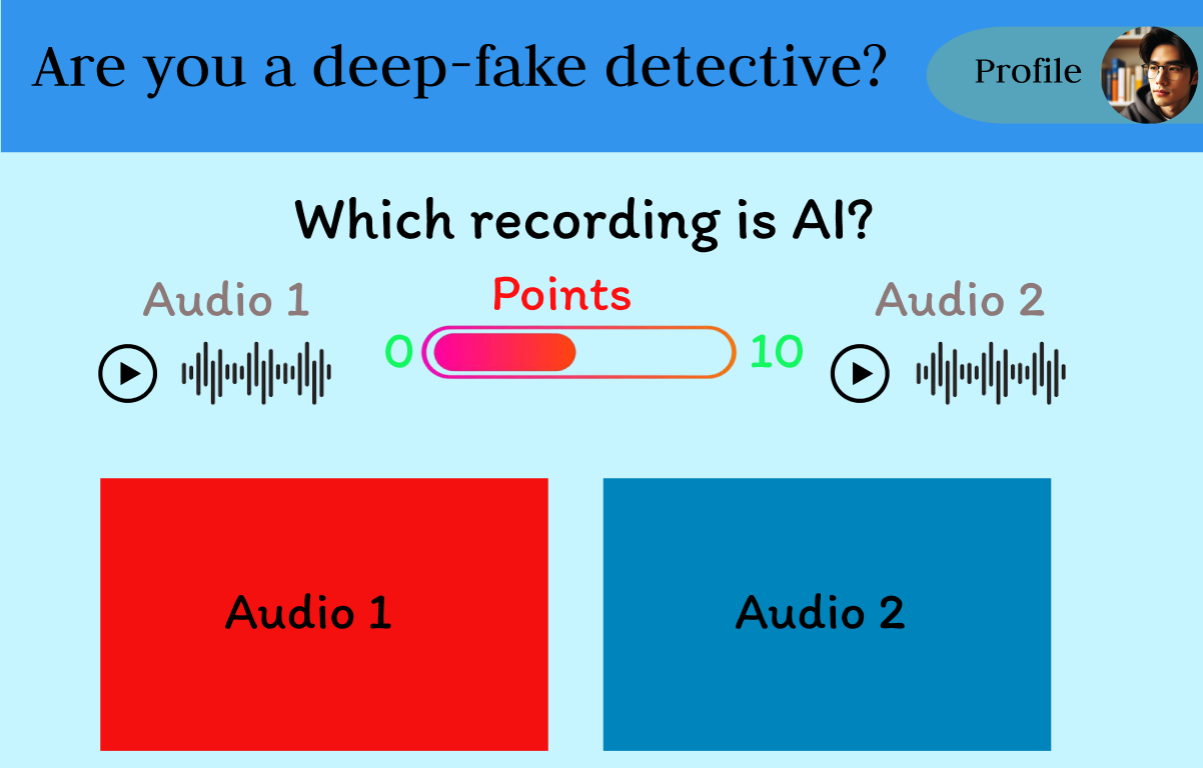 Are you a deep-fake detective?
Profile
Which recording is AI?
Audio 1
Points
Audio 2
0
10
Audio 1
Audio 2